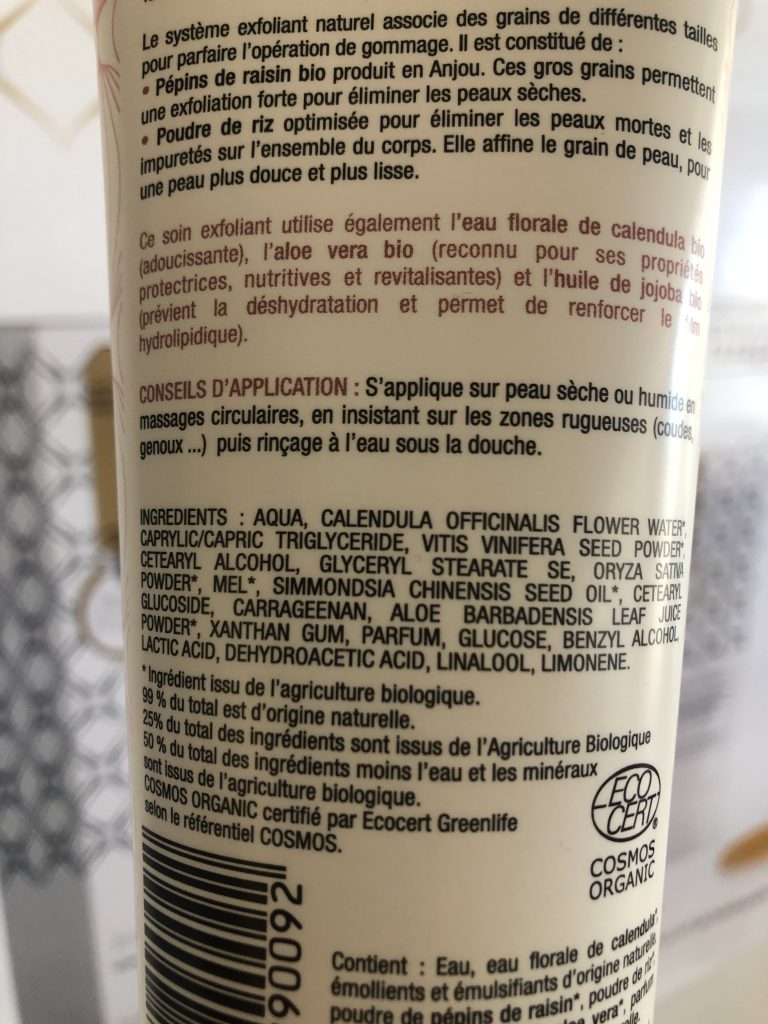 Le système exfoliant naturel associe des grains de différentes tailles
pour parfaire l'opération de gommage. Il est constitué de :
• Pépins de raisin bio produit en Anjou. Ces gros grains permettent
une exfoliation forte pour éliminer les peaux sèches.
• Poudre de riz optimisée pour éliminer les peaux mortes et les
impuretés sur l'ensemble du corps. Elle affine le grain de peau, pour
une peau plus douce et plus lisse.
Ce soin exfoliant utilise également l'eau florale de calendula bio
(adoucissante), l'aloe vera bio (reconnu pour ses propriétés
protectrices, nutritives et revitalisantes) et l'huile de jojoba bio
(prévient la déshydratation et permet de renforcer le film
hydrolipidique).
CONSEILS D'APPLICATION : S'applique sur peau sèche ou humide en
massages circulaires, en insistant sur les zones rugueuses (coudes,
genoux ...) puis rinçage à l'eau sous la douche.
INGREDIENTS : AQUA, CALENDULA OFFICINALIS FLOWER WATER*,
CAPRYLIC/CAPRIC TRIGLYCERIDE, VITIS VINIFERA SEED POWDER*,
CETEARYL ALCOHOL, GLYCERYL STEARATE SE, ORYZA SATIVA
POWDER*, MEL*, SIMMONDSIA CHINENSIS SEED OIL*, CETEARYL
GLUCOSIDE, CARRAGEENAN, ALOE BARBADENSIS LEAF JUICE
POWDER*, XANTHAN GUM, PARFUM, GLUCOSE, BENZYL ALCOHOL,
LACTIC ACID, DEHYDROACETIC ACID, LINALOOL, LIMONENE.
*Ingrédient issu de l'agriculture biologique.
99 % du total est d'origine naturelle.
25% du total des ingrédients sont issus de l'Agriculture Biologique
50 % du total des ingrédients moins l'eau et les minéraux
sont issus de l'agriculture biologique.
COSMOS ORGANIC certifié par Ecocert Greenlife
selon le référentiel COSMOS.
ECO
CERT®
COSMOS
ORGANIC
90092
Contient : Eau, eau florale de calendula*,
émollients et émulsifiants d'origine naturelle,
poudre de pépins de raisin*, poudre de riz*,
vera*, parfum